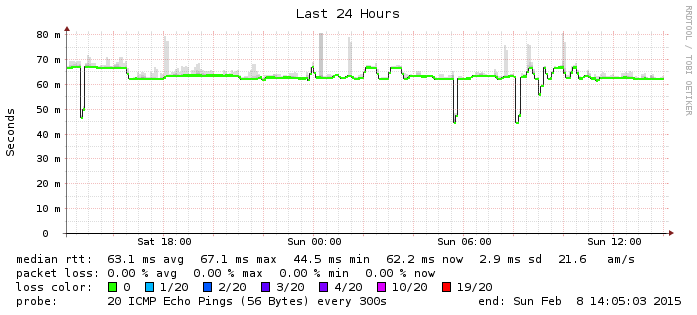 Last 24 Hours
RRDTOOL / TOBI OETIKER
Seconds
80 m
70 m
60 m
50 m
40 m
30 m
20 m
10 m
0
Sat 18:00 Sun 00:00 Sun 06:00 Sun 12:00
median rtt: 63.1 ms avg 67.1 ms max 44.5 ms min 62.2 ms now 2.9 ms sd 21.6 am/s
packet loss: 0.00 % avg 0.00 % max 0.00 % min 0.00 % now
loss color: 0 1/20 2/20 3/20 4/20 10/20 19/20
probe: 20 ICMP Echo Pings (56 Bytes) every 300s end: Sun Feb 8 14:05:03 2015